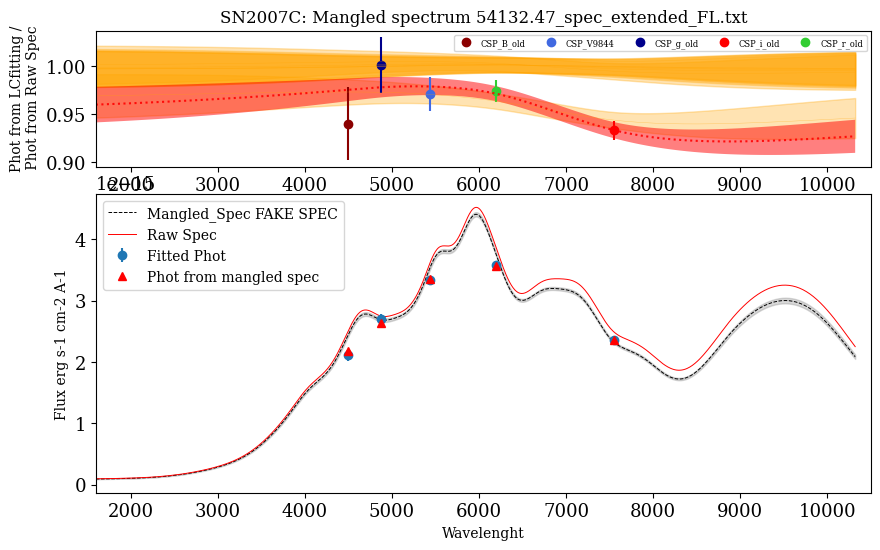 SN2007C: Mangled spectrum 54132.47_spec_extended_FL.txt
Phot from LCfitting /
Phot from Raw Spec
CSP_B_old CSP_V9844 CSP_g_old CSP_i_old CSP_r_old
1.00
0.95
0.90
2000 3000 4000 5000 6000 7000 8000 9000 10000
1e−15
Mangled_Spec FAKE SPEC
Raw Spec
Fitted Phot
Phot from mangled spec
Flux erg s-1 cm-2 A-1
4
3
2
1
0
2000 3000 4000 5000 6000 7000 8000 9000 10000
Wavelenght